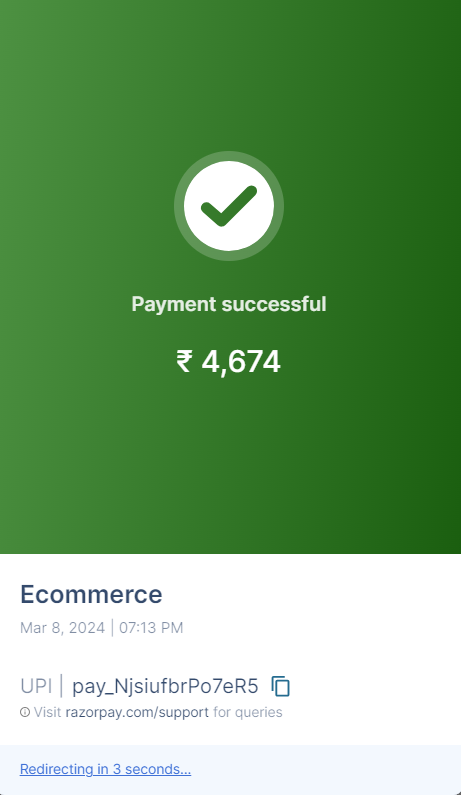 Payment successful
₹ 4,674
Ecommerce
Mar 8, 2024 | 07:13 PM
UPI | pay_NjsiufbrPo7eR5
Visit razorpay.com/support for queries
Redirecting in 3 seconds...